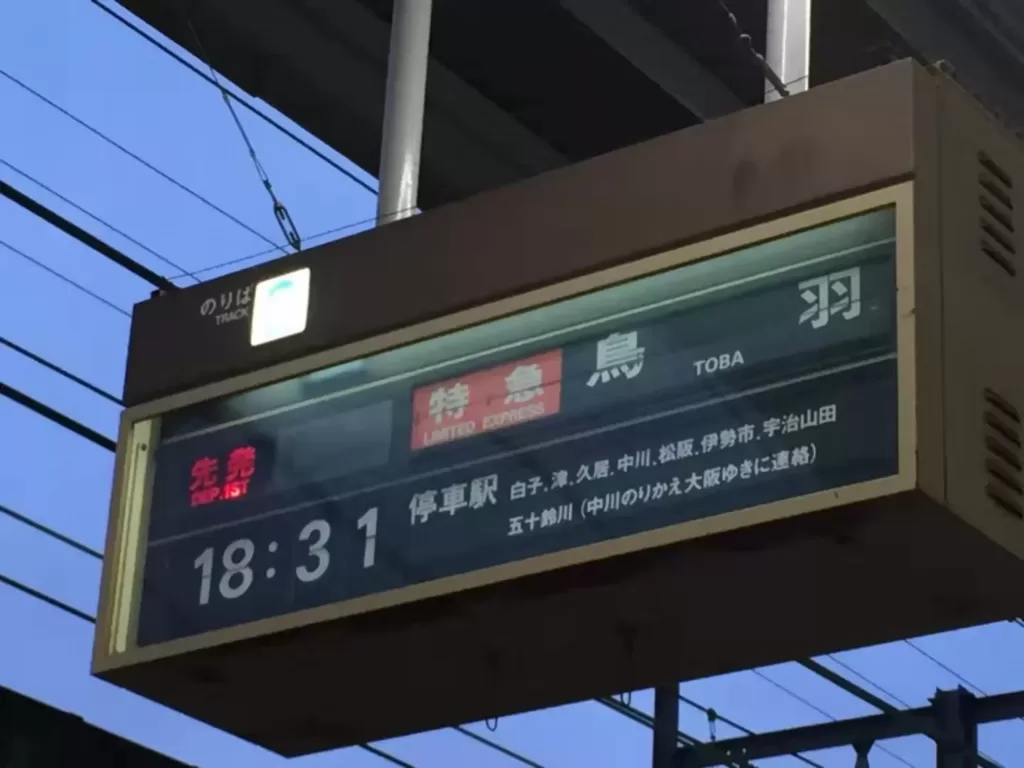 のりば
TRACK
先発
DEP.1ST
特急
LIMITED EXPRESS
鳥羽
TOBA
18:31
停車駅
白子.津.久居.中川.松阪.伊勢市.宇治山田
五十鈴川(中川のりかえ大阪ゆきに連絡)